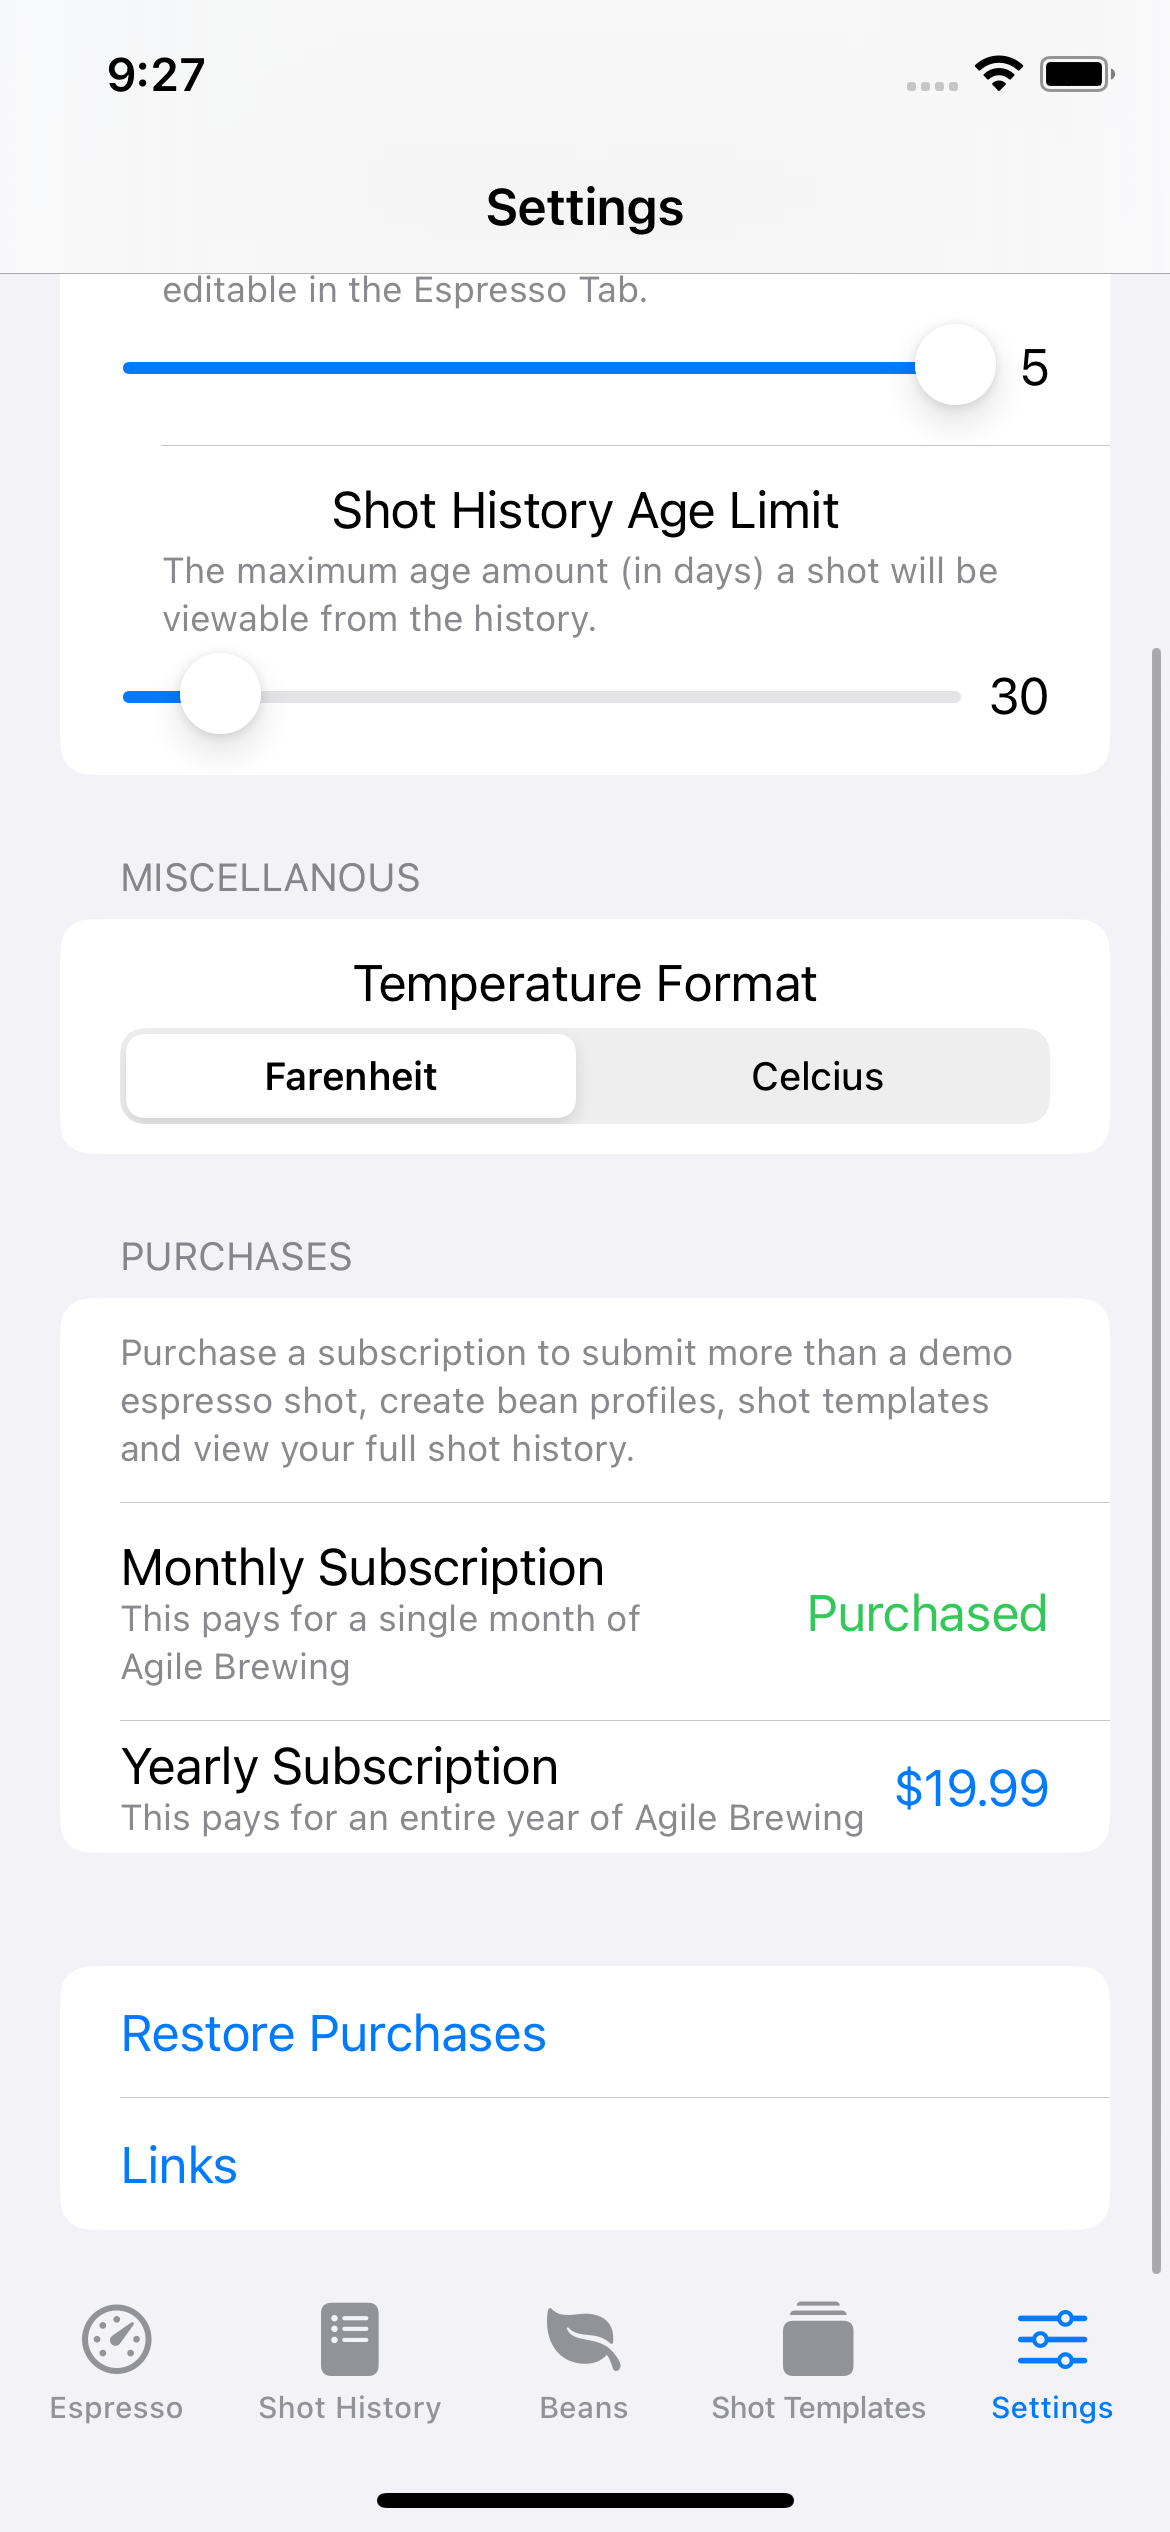 9:27
Settings
editable in the Espresso Tab.
5
Shot History Age Limit
The maximum age amount (in days) a shot will be
viewable from the history.
30
MISCELLANOUS
Temperature Format
Farenheit
Celcius
PURCHASES
Purchase a subscription to submit more than a demo
espresso shot, create bean profiles, shot templates
and view your full shot history.
Monthly Subscription
This pays for a single month of
Agile Brewing
Purchased
Yearly Subscription
This pays for an entire year of Agile Brewing
$19.99
Restore Purchases
Links
Espresso
Shot History
Beans
Shot Templates
Settings